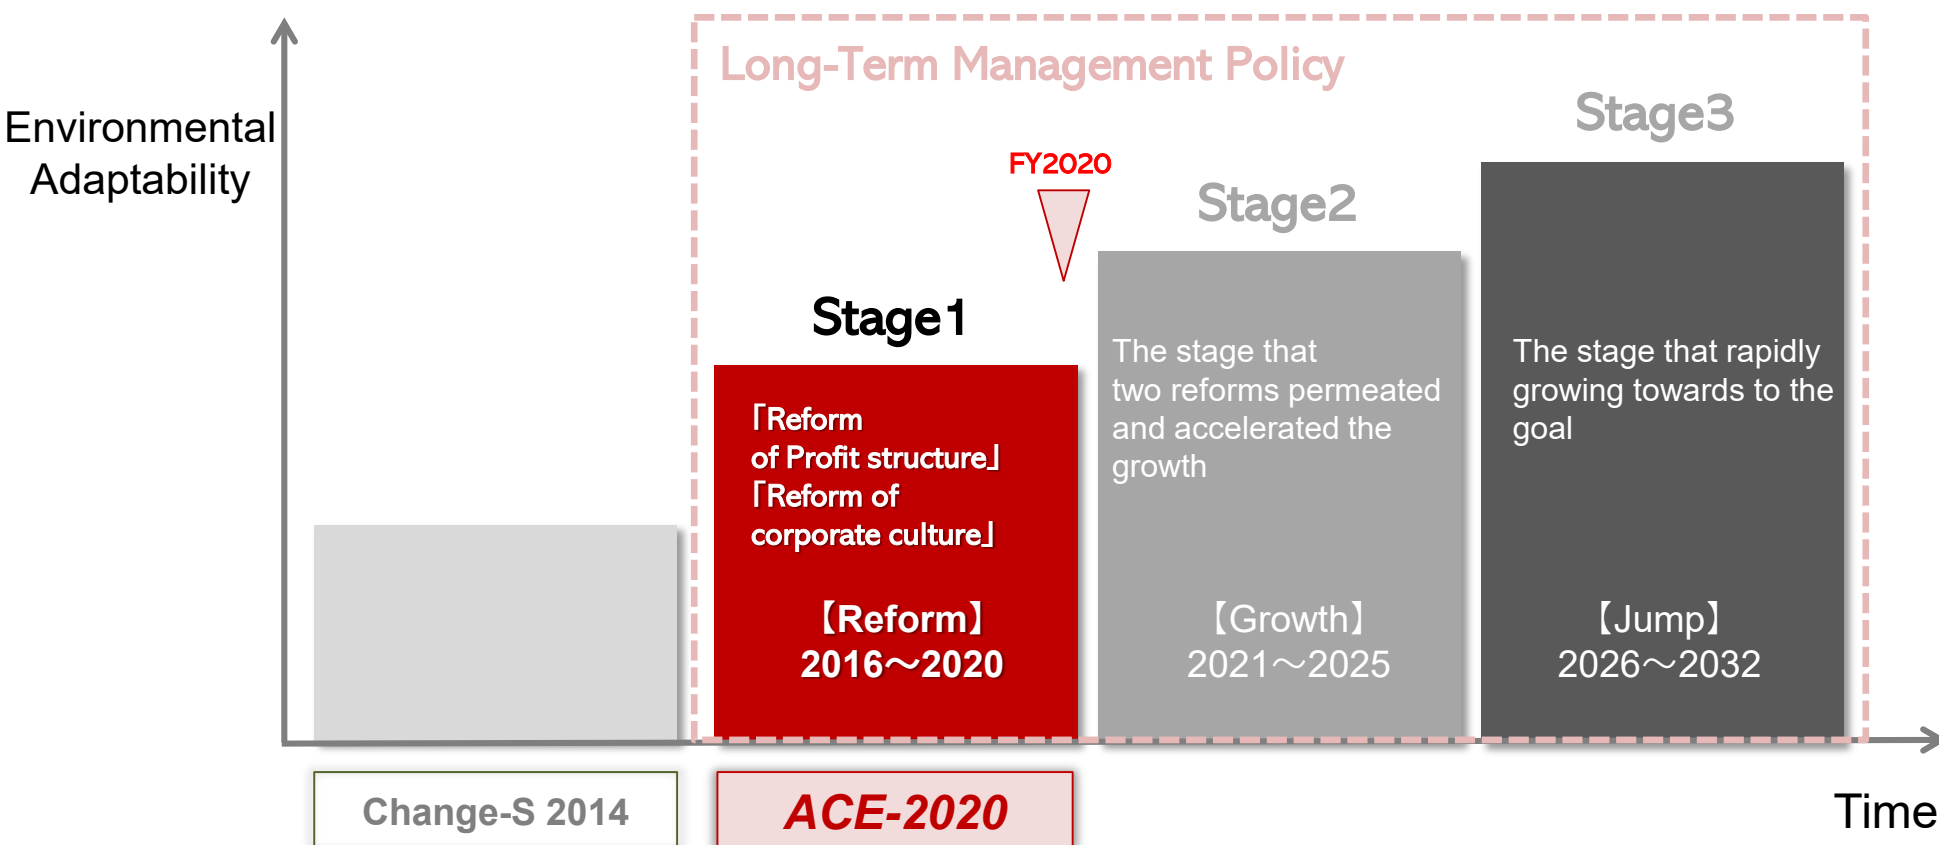 Long-Term Management Policy
Environmental
Adaptability
FY2020
Stage1
「Reform
of Profit structure」
「Reform of
corporate culture」
【Reform】
2016～2020
Stage2
The stage that
two reforms permeated
and accelerated the
growth
【Growth】
2021～2025
Stage3
The stage that rapidly
growing towards to the
goal
【Jump】
2026～2032
Change-S 2014
ACE-2020
Time